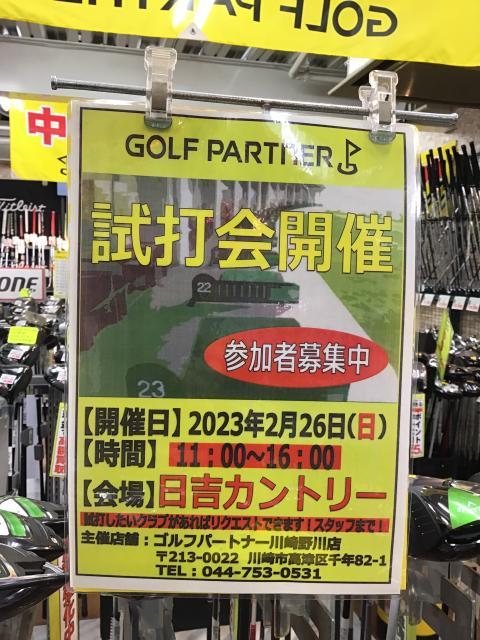 GOLF PARTNER
中
Titleist
GOLF PARTNER
試打会開催
22
参加者募集中
23
【開催日】2023年2月26日(日)
【時間】 11:00~16:00
【会場】日吉カントリー
試打したいクラブがあればリクエストできます!スタッフまで!
主催店舗:ゴルフパートナー川崎野川店
〒213-0022 川崎市高津区千年82-1
TEL:044-753-0531